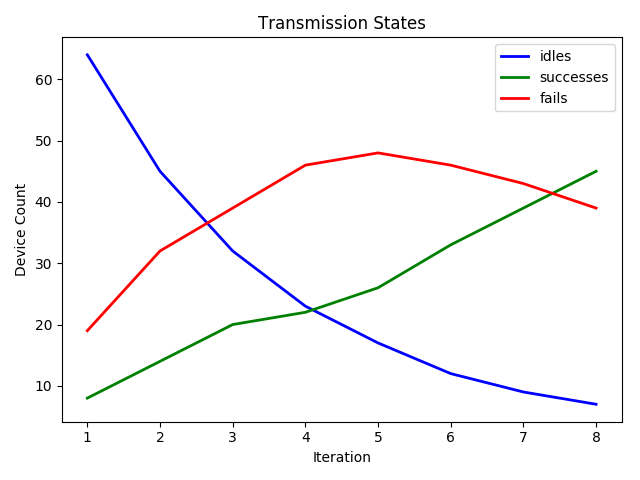 Transmission States
idles
successes
fails
Device Count
60
50
40
30
20
10
1 2 3 4 5 6 7 8
Iteration